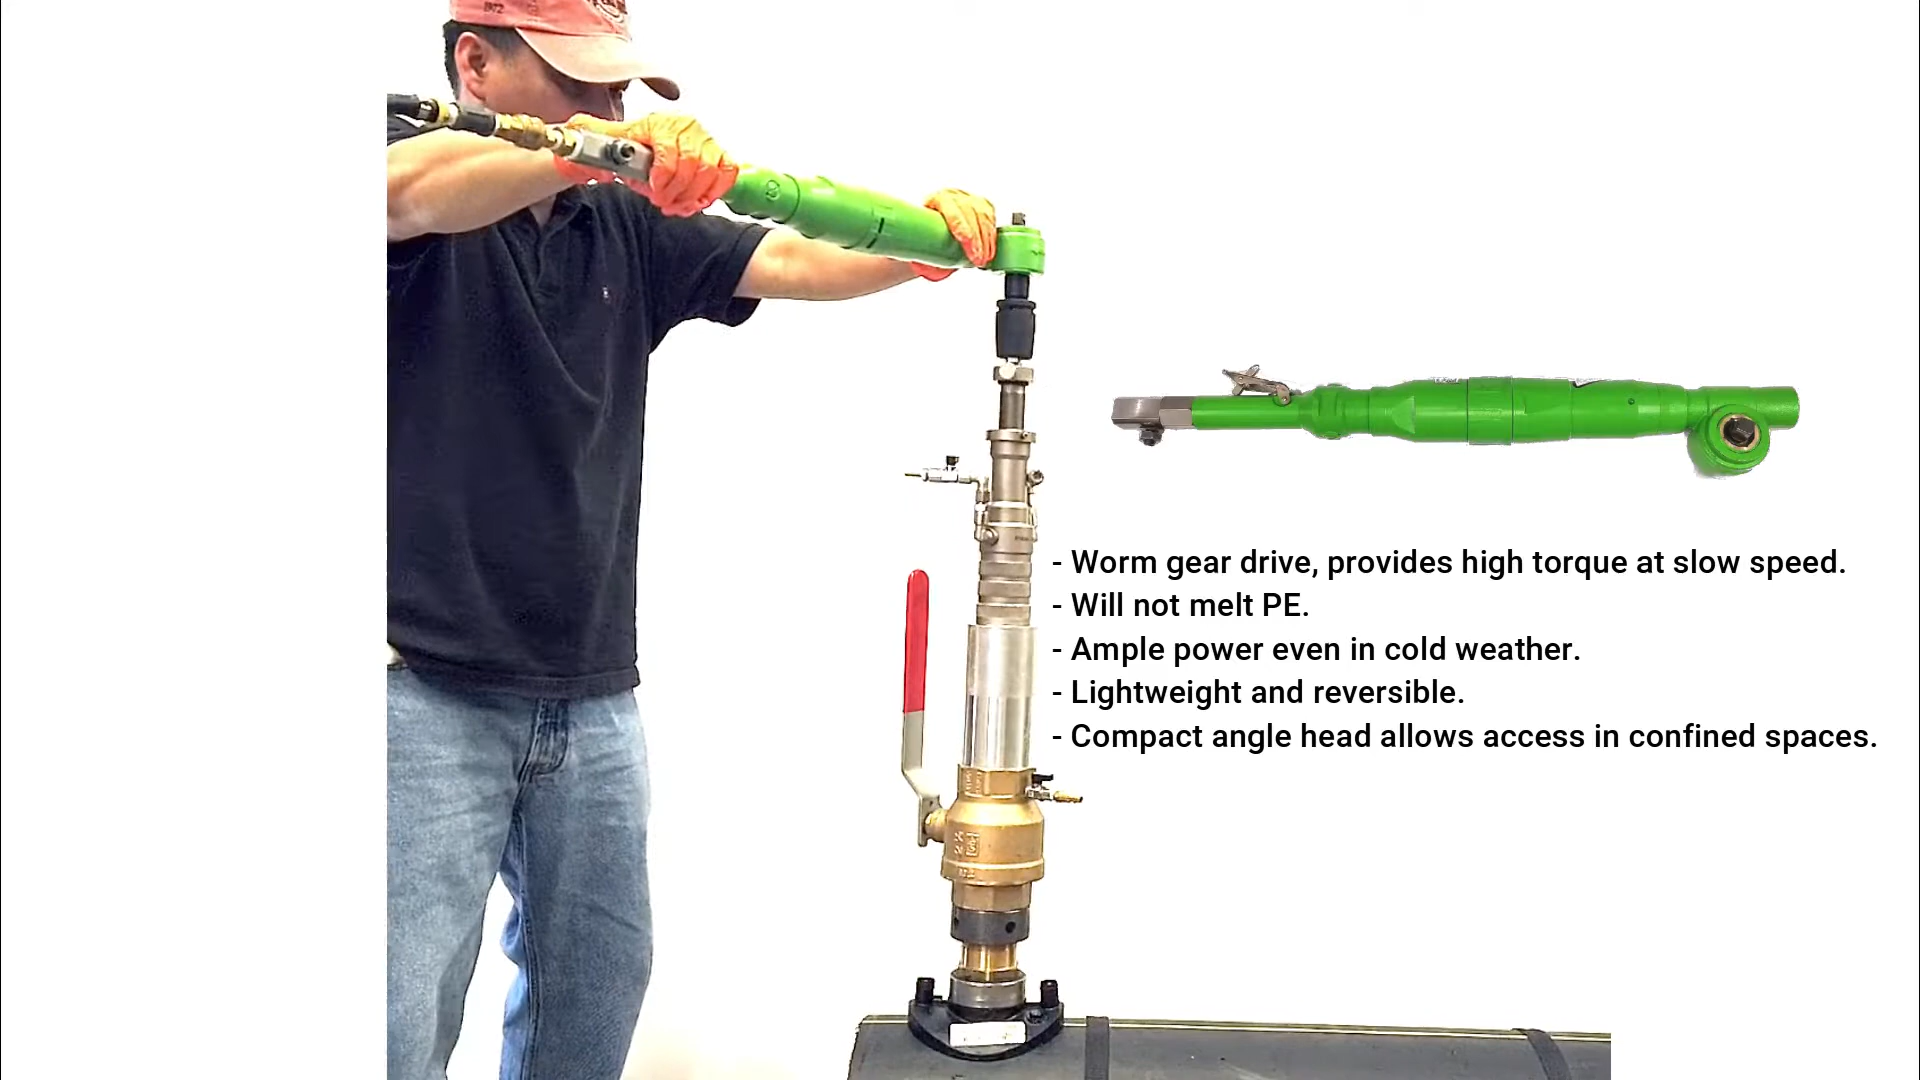 - Worm gear drive, provides high torque at slow speed.
- Will not melt PE.
- Ample power even in cold weather.
- Lightweight and reversible.
- Compact angle head allows access in confined spaces.